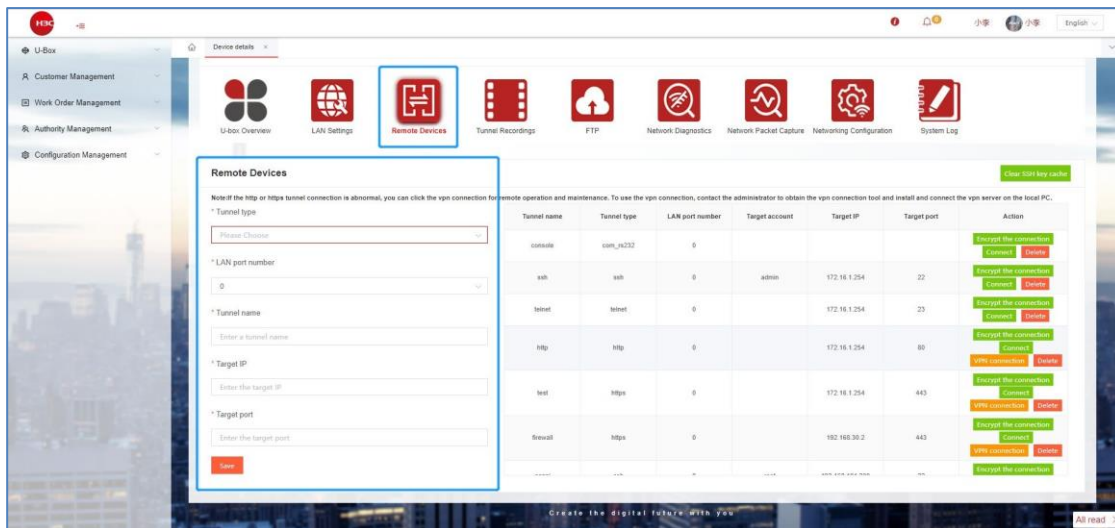 H3C
小李
小李
English
U-Box
Device details ×
Customer Management
Work Order Management
Authority Management
Configuration Management
U-box Overview
LAN Settings
Remote Devices
Tunnel Recordings
FTP
Network Diagnostics
Network Packet Capture
Networking Configuration
System Log
Remote Devices
Clear SSH key cache
Note:If the http or https tunnel connection is abnormal, you can click the vpn connection for remote operation and maintenance. To use the vpn connection, contact the administrator to obtain the vpn connection tool and install and connect the vpn server on the local PC.
* Tunnel type
Please Choose
* LAN port number
0
* Tunnel name
Enter a tunnel name
* Target IP
Enter the target IP
* Target port
Enter the target port
Save
Tunnel name Tunnel type LAN port number Target account Target IP Target port Action
console com_rs232 0
Encrypt the connection
Connect Delete
ssh ssh 0 admin 172.16.1.254 22
Encrypt the connection
Connect Delete
telnet telnet 0 172.16.1.254 23
Encrypt the connection
Connect Delete
http http 0 172.16.1.254 80
Encrypt the connection
Connect
VPN connection Delete
test https 0 172.16.1.254 443
Encrypt the connection
Connect
VPN connection Delete
firewall https 0 192.168.30.2 443
Encrypt the connection
Connect
VPN connection Delete
Encrypt the connection
Create the digital future with you
All read